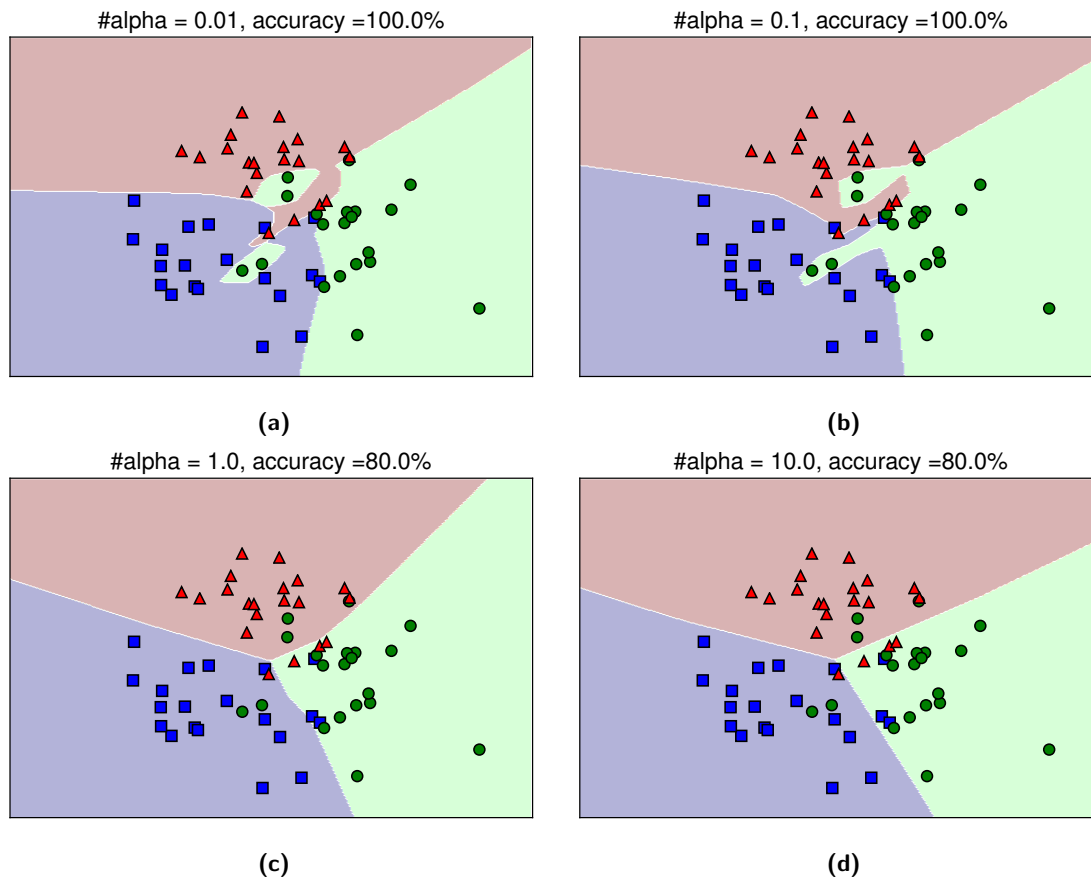 #alpha = 0.01, accuracy =100.0%
#alpha = 0.1, accuracy =100.0%
(a)
(b)
#alpha = 1.0, accuracy =80.0%
#alpha = 10.0, accuracy =80.0%
(c)
(d)